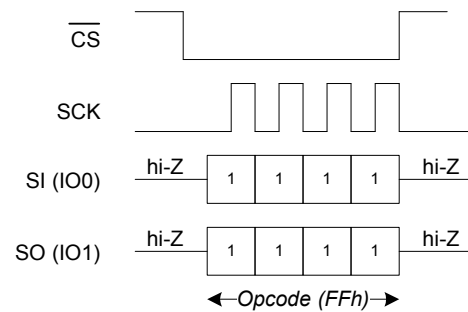 CS
SCK
hi-Z 1 1 1 1 hi-Z
SI (IO0)
hi-Z 1 1 1 1 hi-Z
SO (IO1)
Opcode (FFh)